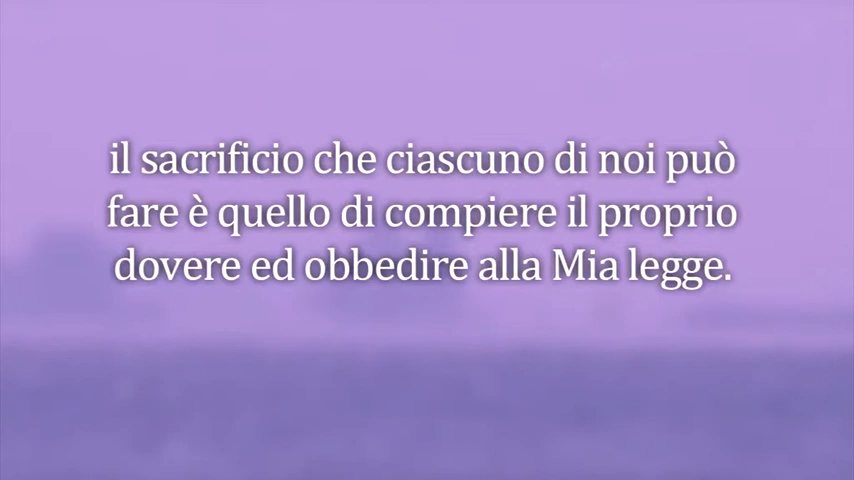 il sacrificio che ciascuno di noi può
fare è quello di compiere il proprio
dovere ed obbedire alla Mia legge.